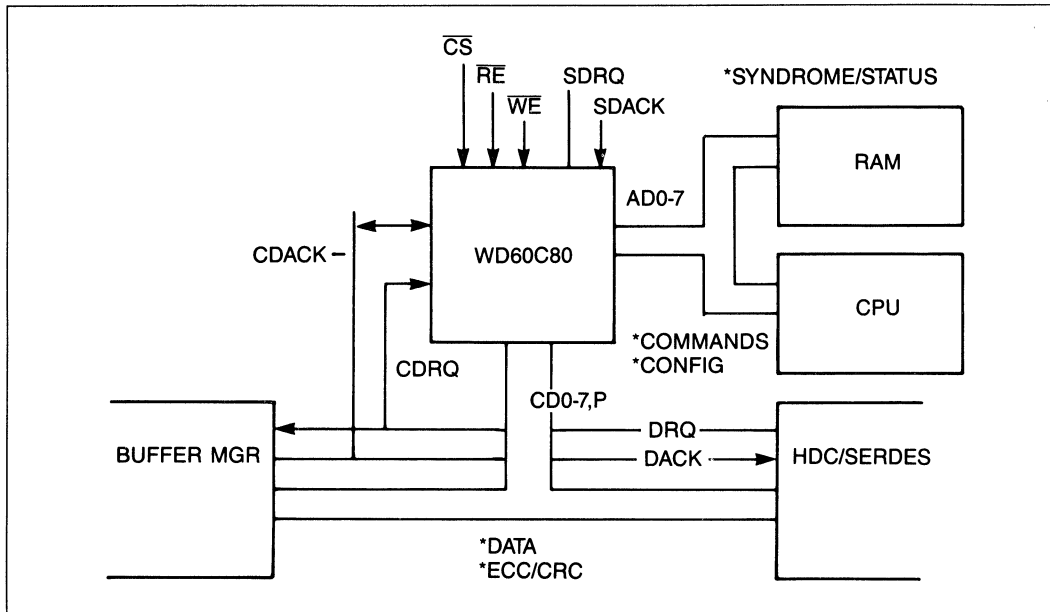 CS
RE
SDRQ
*SYNDROME/STATUS
WE
SDACK
RAM
AD0-7
CDACK
WD60C80
CPU
*COMMANDS
*CONFIG
CDRQ
CD0-7,P
DRQ
BUFFER MGR
DACK
HDC/SERDES
*DATA
*ECC/CRC